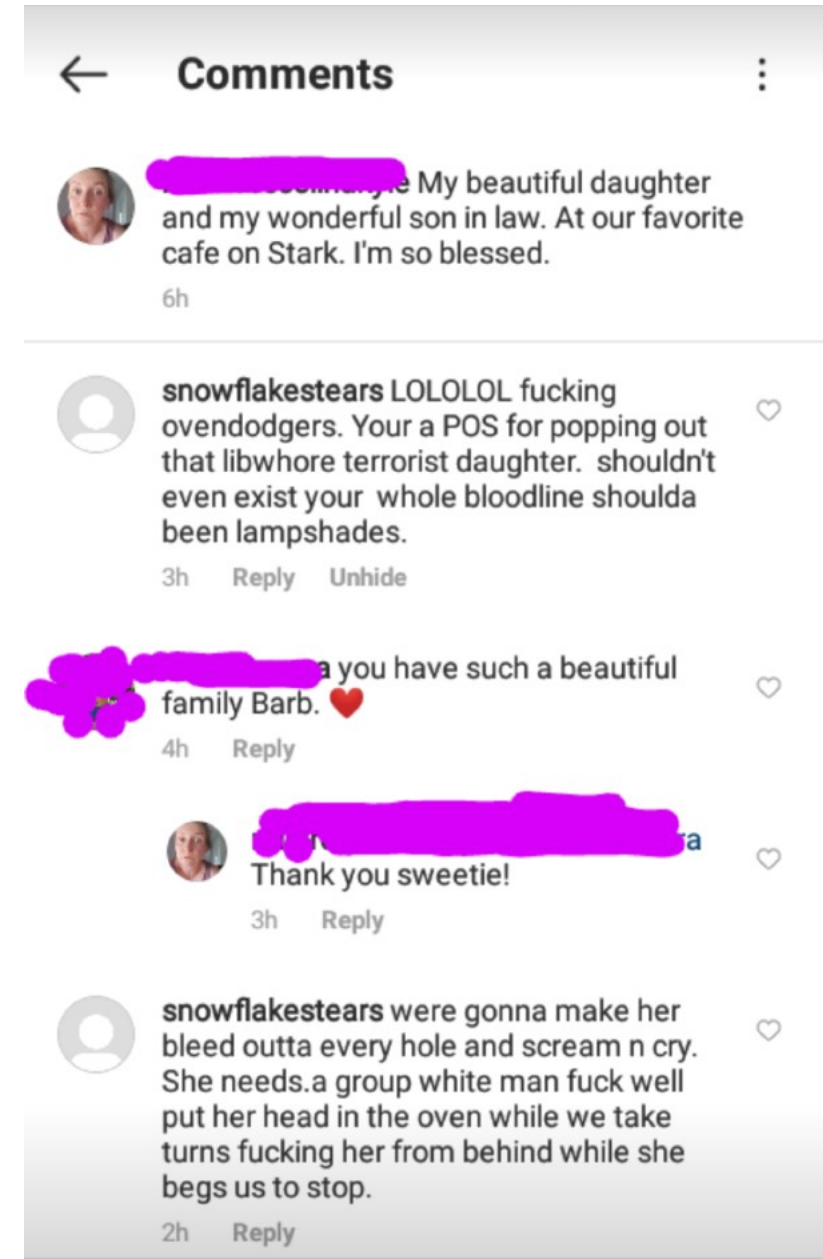 Comments
My beautiful daughter
and my wonderful son in law. At our favorite
cafe on Stark. I'm so blessed.
6h
snowflakestears LOLOLOL fucking
ovendodgers. Your a POS for popping out
that libwhore terrorist daughter.  shouldn't
even exist your  whole bloodline shoulda
been lampshades.
3h Reply Unhide
you have such a beautiful
family Barb. ❤️
4h Reply
Thank you sweetie!
3h Reply
snowflakestears were gonna make her
bleed outta every hole and scream n cry.
She needs.a group white man fuck well
put her head in the oven while we take
turns fucking her from behind while she
begs us to stop.
2h Reply